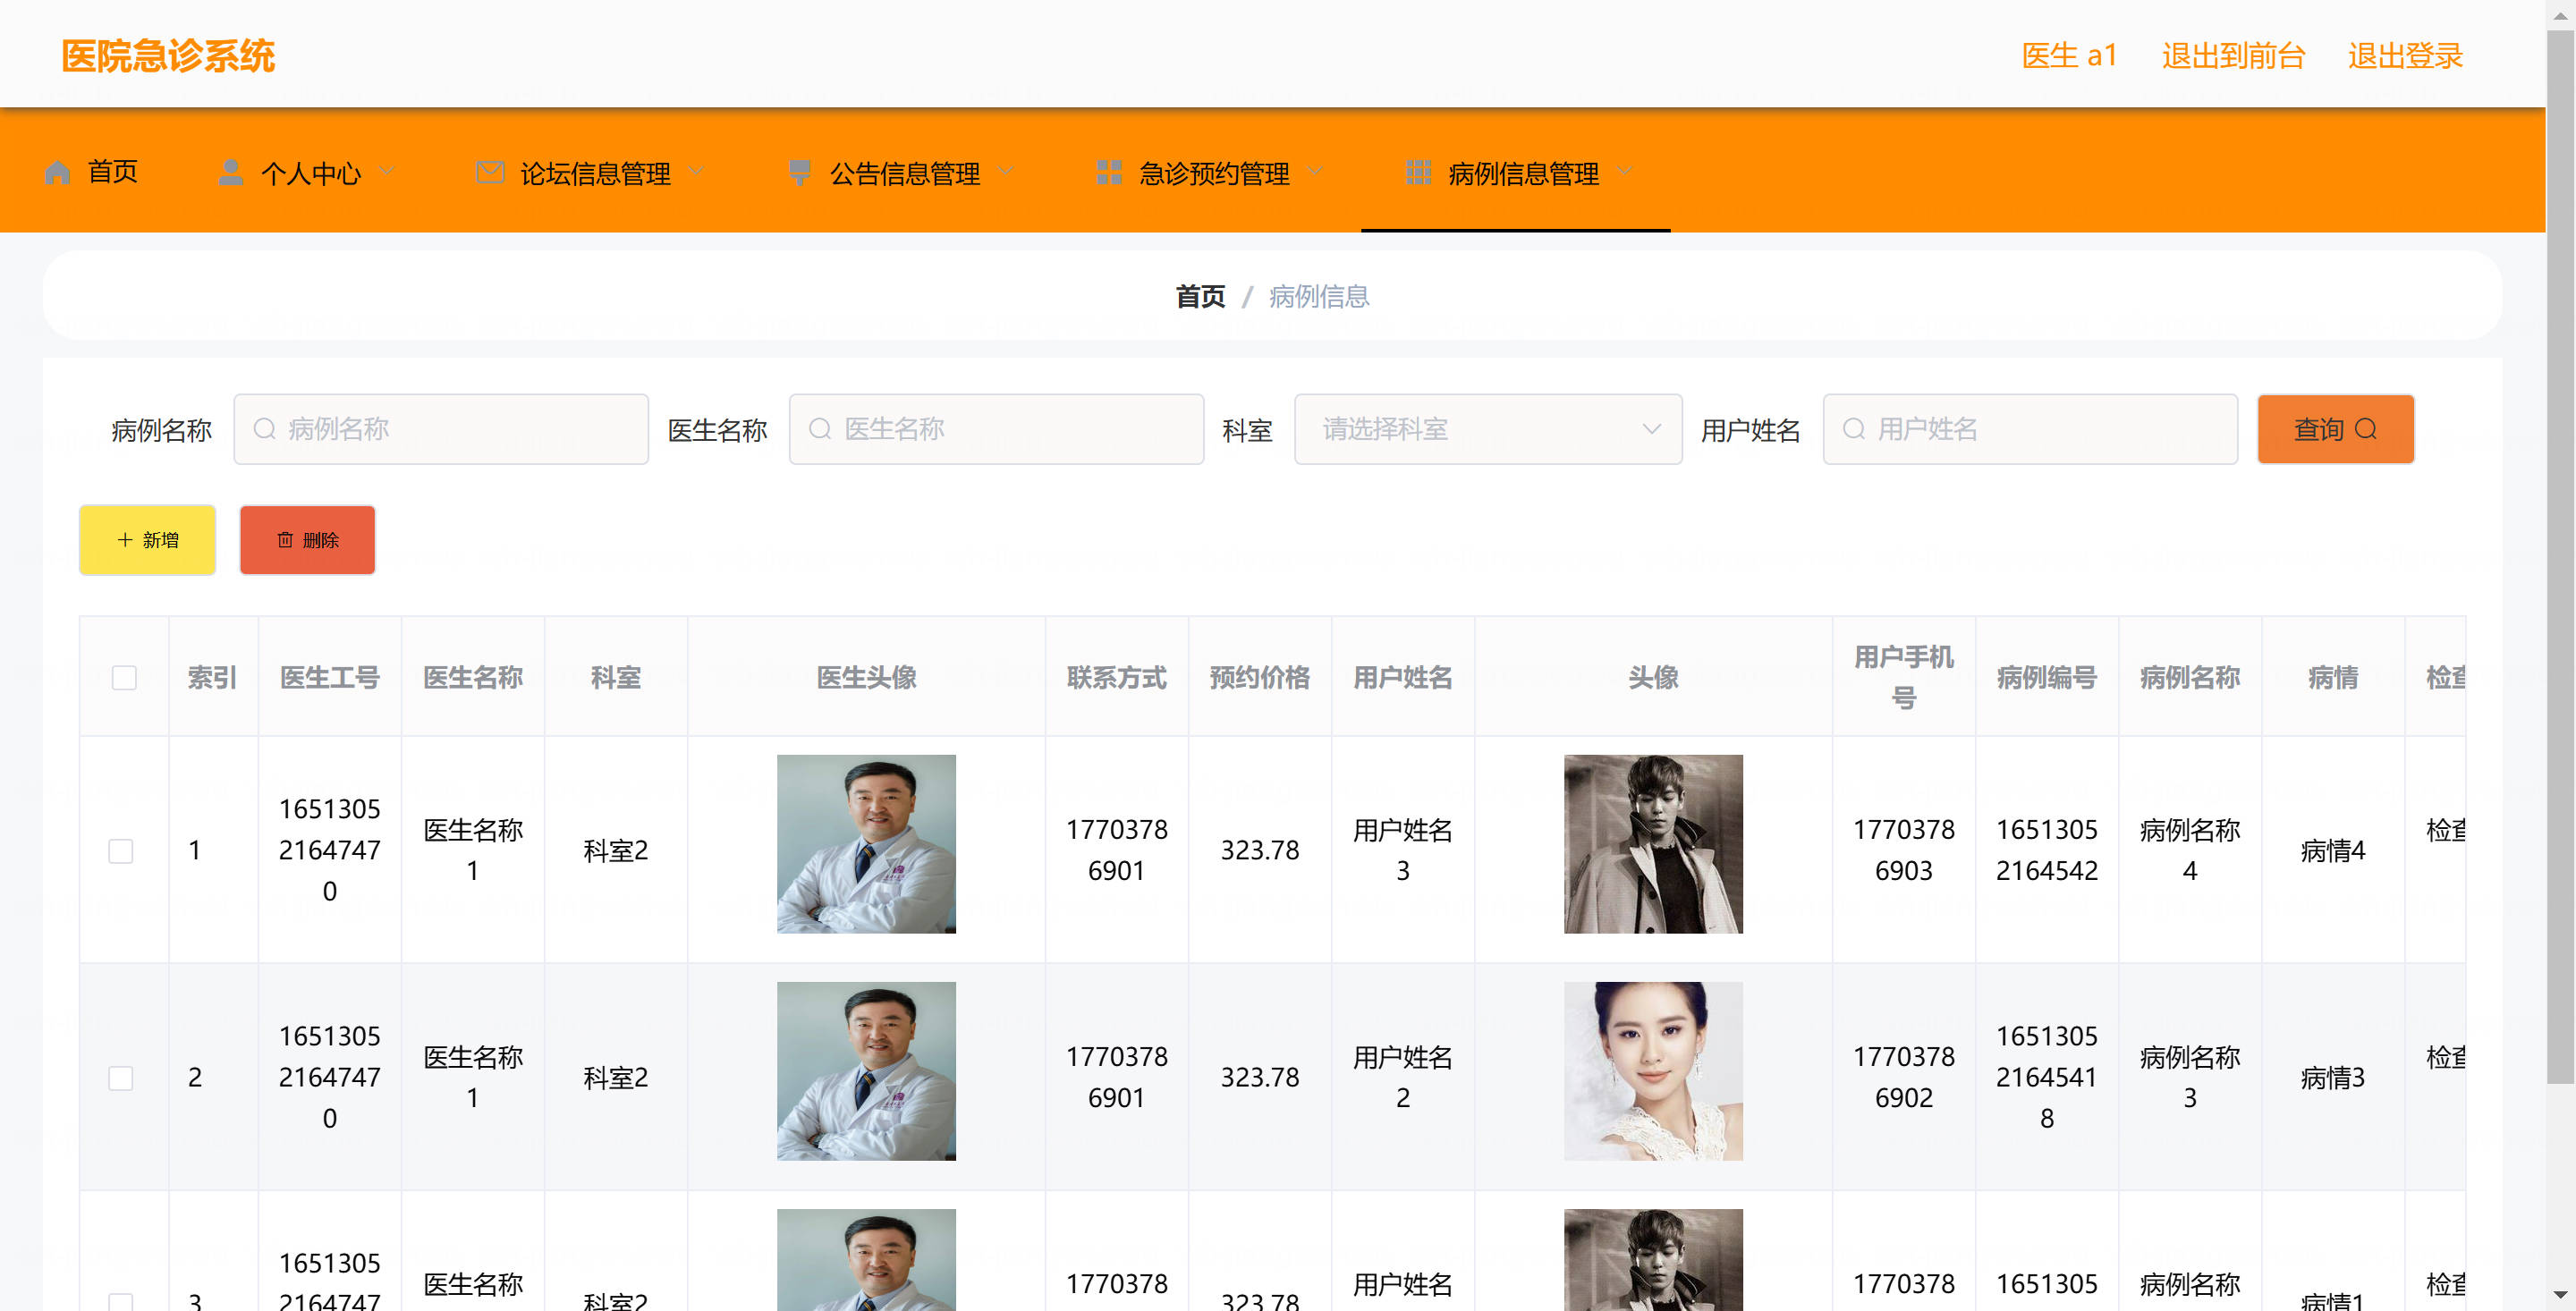 医院急诊系统
医生 a1 退出到前台 退出登录
首页 个人中心 论坛信息管理 公告信息管理 急诊预约管理 病例信息管理
首页 / 病例信息
病例名称 病例名称 医生名称 医生名称 科室 请选择科室 用户姓名 用户姓名 查询
新增 删除
索引 医生工号 医生名称 科室 医生头像 联系方式 预约价格 用户姓名 头像 用户手机号 病例编号 病例名称 病情 检查
1 165130521647470 医生名称1 科室2 17703786901 323.78 用户姓名3 17703786903 16513052164542 病例名称4 病情4 检查
2 165130521647470 医生名称1 科室2 17703786901 323.78 用户姓名2 17703786902 165130521645418 病例名称3 病情3 检查
3 16513052164747 医生名称 科室2 1770378 323.78 用户姓名 1770378 1651305 病例名称 病情1 检查